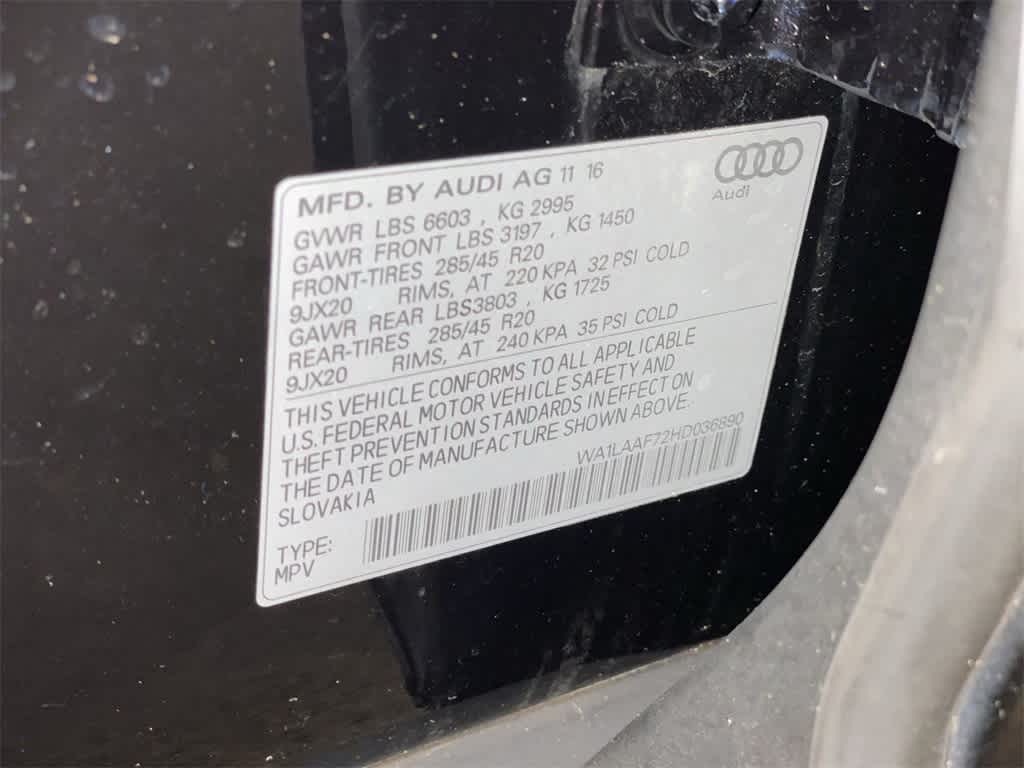 MFD. BY AUDI AG 11 16
Audi
GVWR LBS 6603 , KG 2995
GAWR FRONT LBS 3197 , KG 1450
FRONT-TIRES 285/45 R20
9JX20 RIMS, AT 220 KPA 32 PSI COLD
GAWR REAR LBS3803 , KG 1725
REAR-TIRES 285/45 R20
9JX20 RIMS, AT 240 KPA 35 PSI COLD
THIS VEHICLE CONFORMS TO ALL APPLICABLE
U.S. FEDERAL MOTOR VEHICLE SAFETY AND
THEFT PREVENTION STANDARDS IN EFFECT ON
THE DATE OF MANUFACTURE SHOWN ABOVE.
SLOVAKIA
WA1LAAF72HD036890
TYPE:
MPV